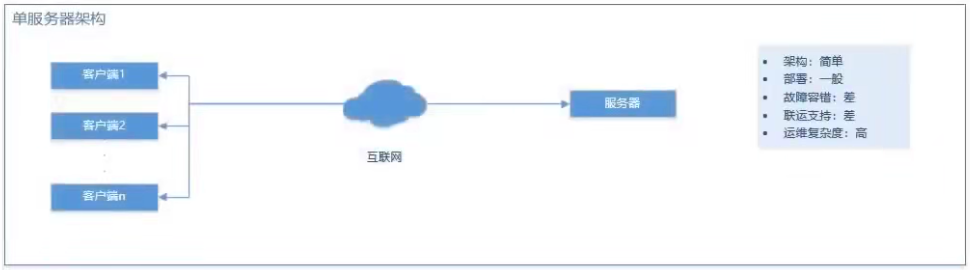 单服务器架构
客户端1
客户端2
客户端n
互联网
服务器
架构：简单
部署：一般
故障容错：差
联运支持：差
运维复杂度：高